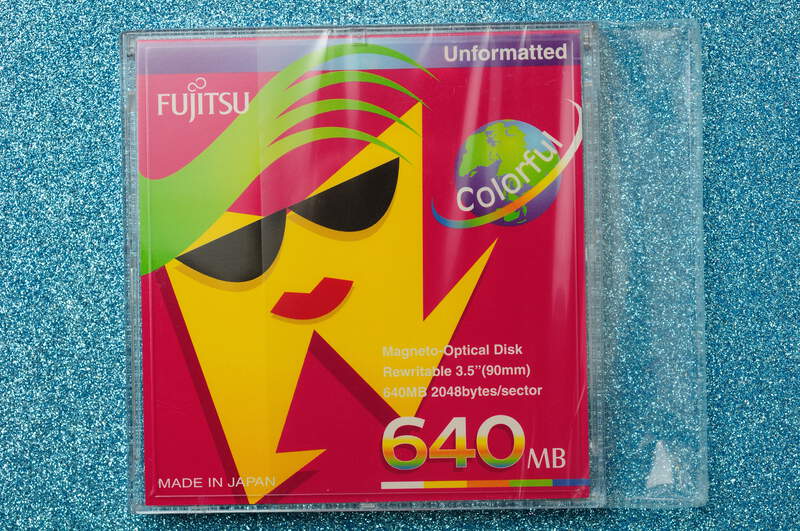 Unformatted
FUJITSU
Colorful
Magneto-Optical Disk
Rewritable 3.5"(90mm)
640MB 2048bytes/sector
640MB
MADE IN JAPAN